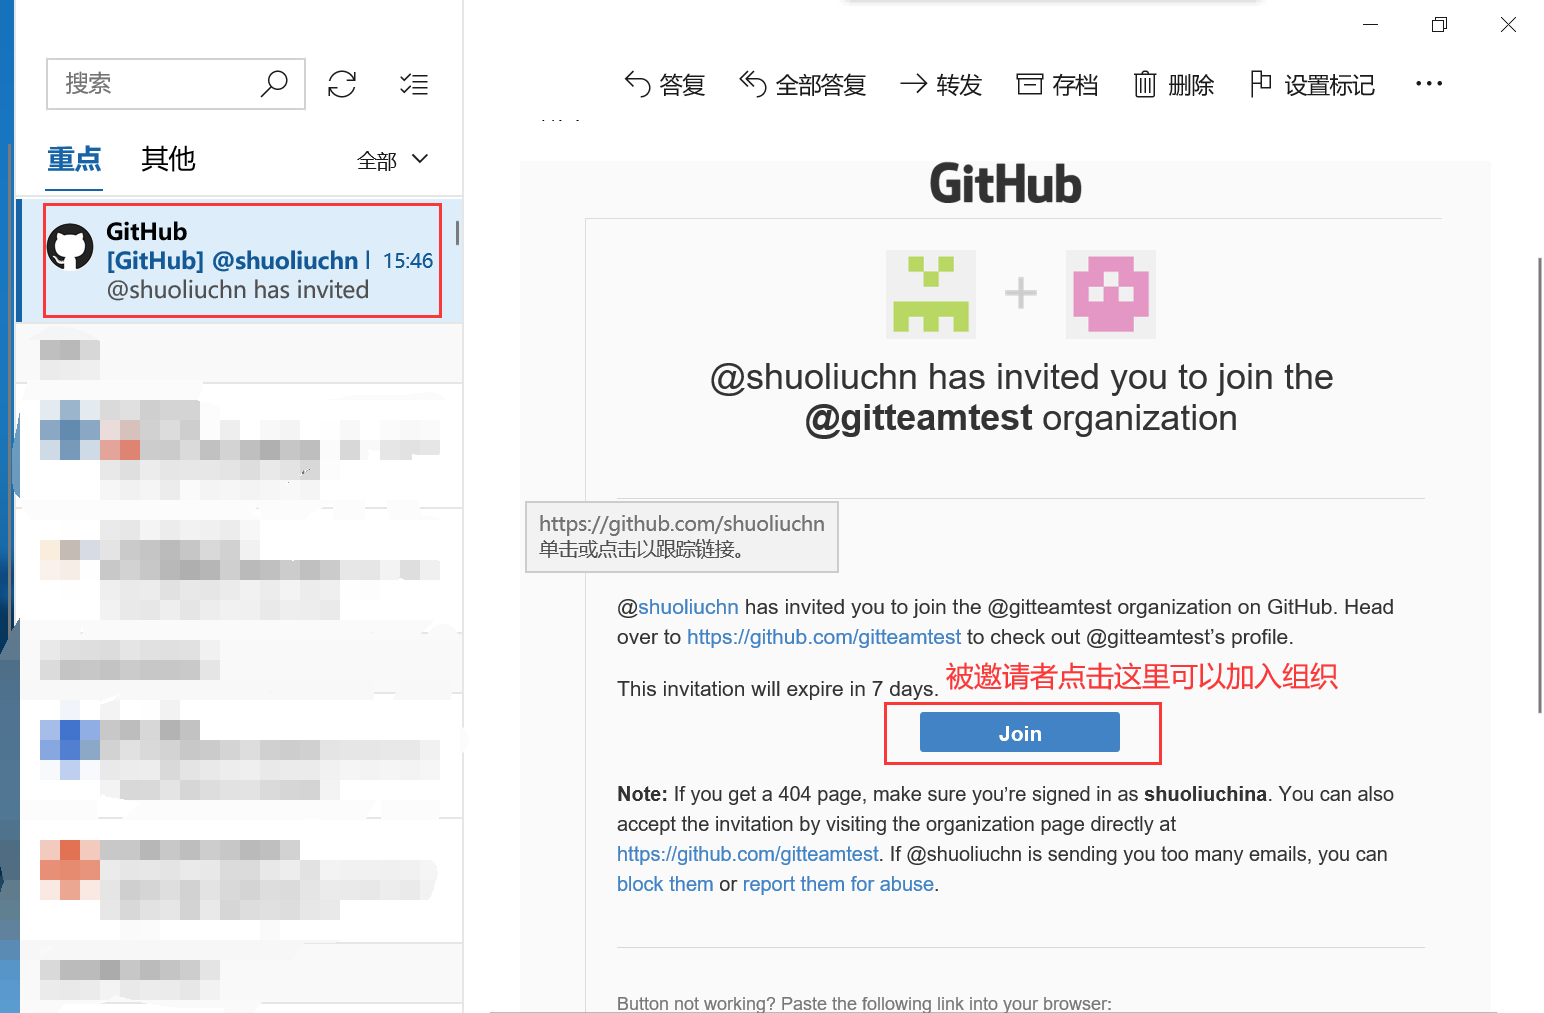 搜索
重点 其他 全部
GitHub
[GitHub] @shuoliuchn 15:46
@shuoliuchn has invited
答复 全部答复 转发 存档 删除 设置标记 ...
GitHub
@shuoliuchn has invited you to join the
@gitteamtest organization
https://github.com/shuoliuchn
单击或点击以跟踪链接。
@shuoliuchn has invited you to join the @gitteamtest organization on GitHub. Head
over to https://github.com/gitteamtest to check out @gitteamtest’s profile.
This invitation will expire in 7 days.
被邀请者点击这里可以加入组织
Join
Note: If you get a 404 page, make sure you’re signed in as shuoliuchina. You can also
accept the invitation by visiting the organization page directly at
https://github.com/gitteamtest. If @shuoliuchn is sending you too many emails, you can
block them or report them for abuse.
Button not working? Paste the following link into your browser: